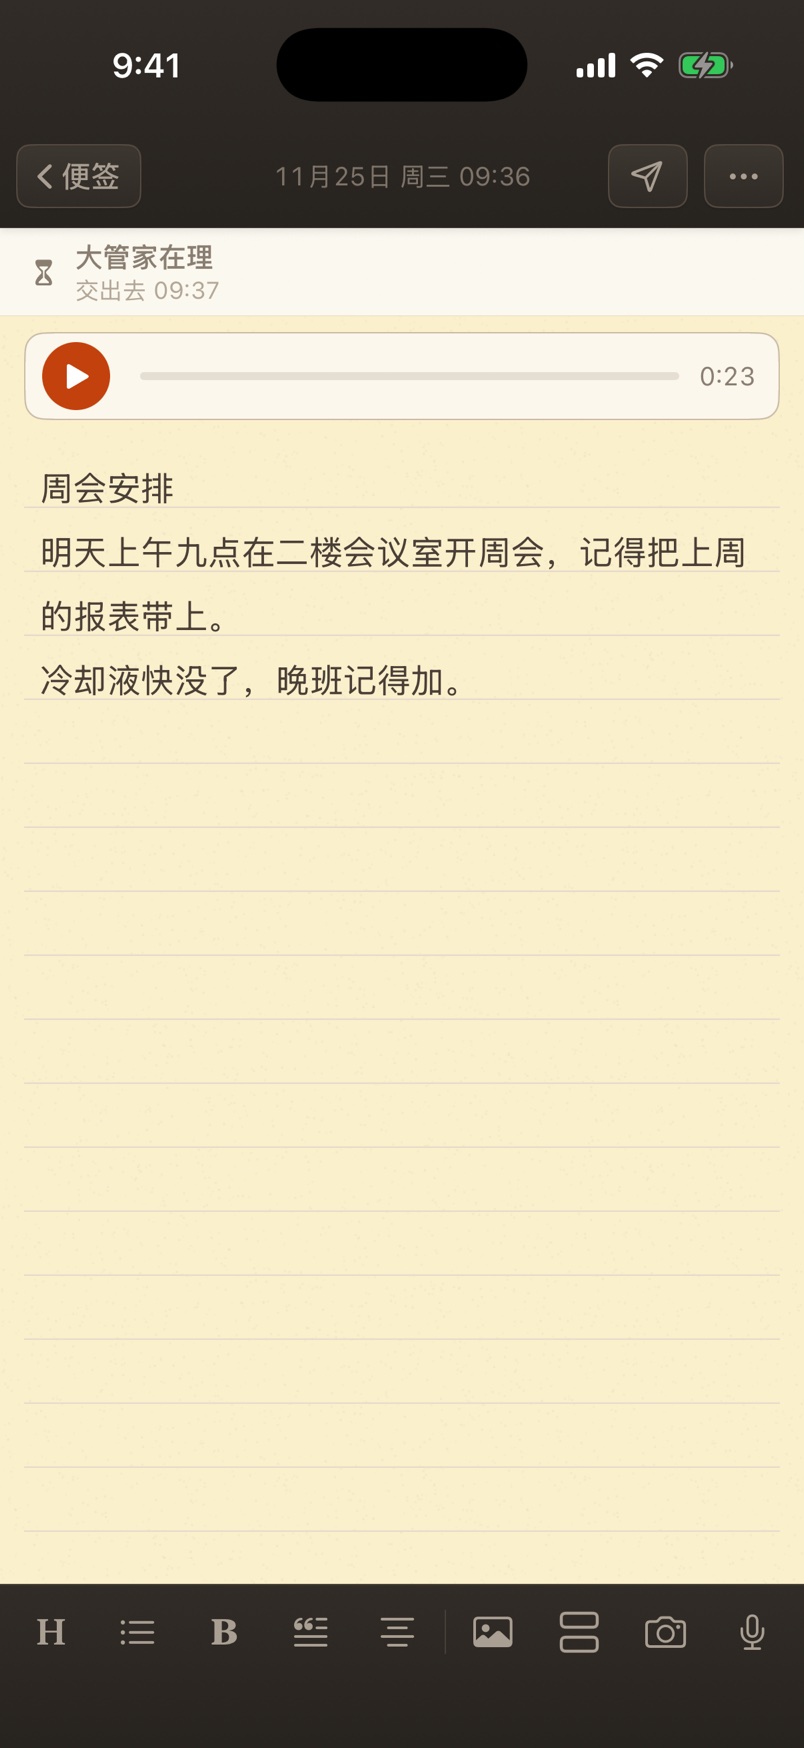 9:41
便签
11月25日 周三 09:36
大管家在理
交出去 09:37
0:23
周会安排
明天上午九点在二楼会议室开周会，记得把上周
的报表带上。
冷却液快没了，晚班记得加。
H B